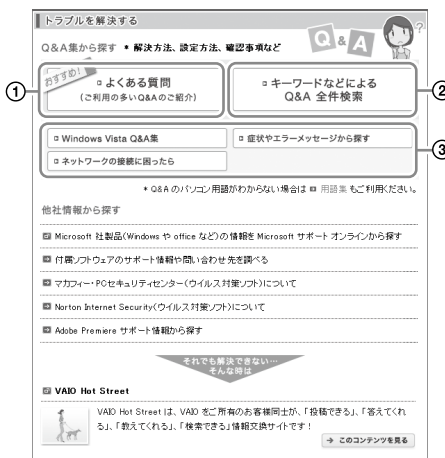 トラブルを解決する
Q&A集から探す * 解決方法、設定方法、確認事項など
Q & A ?
おすすめ!
① よくある質問
(ご利用の多いQ&Aのご紹介)
キーワードなどによる
Q&A 全件検索 ②
Windows Vista Q&A集
症状やエラーメッセージから探す ③
ネットワークの接続に困ったら
* Q&A のパソコン用語がわからない場合は 用語集 もご利用ください。
他社情報から探す
Microsoft 社製品(Windows や office など)の情報を Microsoft サポート オンラインから探す
付属ソフトウェアのサポート情報や問い合わせ先を調べる
マカフィー・PCセキュリティセンター(ウイルス対策ソフト)について
Norton Internet Security(ウイルス対策ソフト)について
Adobe Premiere サポート情報から探す
それでも解決できない…
そんな時は
VAIO Hot Street
VAIO Hot Street は、VAIO をご所有のお客様同士が、「投稿できる」、「答えてくれ
る」、「教えてくれる」、「検索できる」情報交換サイトです!
→ このコンテンツを見る